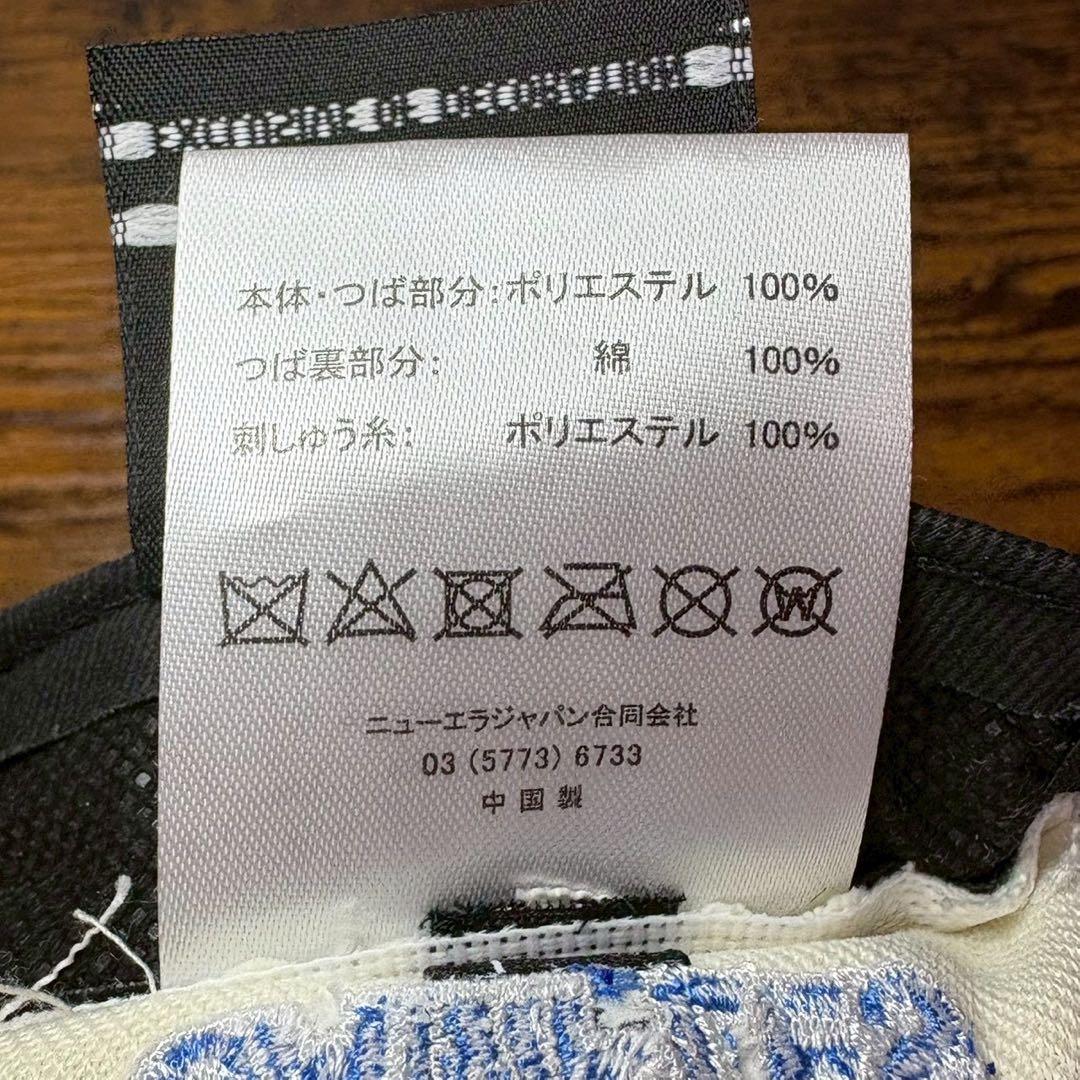 本体・つば部分：ポリエステル 100%
つば裏部分： 綿 100%
刺しゅう糸： ポリエステル 100%
W
ニューエラジャパン合同会社
03 (5773) 6733
中国製